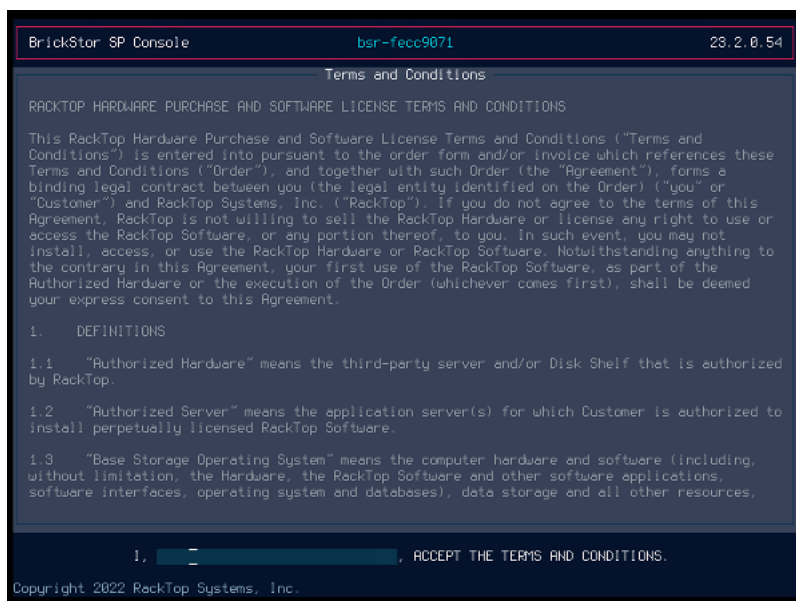 BrickStor SP Console bsr-fecc9071 23.2.0.54
Terms and Conditions
RACKTOP HARDWARE PURCHASE AND SOFTWARE LICENSE TERMS AND CONDITIONS
This RackTop Hardware Purchase and Software License Terms and Conditions ("Terms and
Conditions") is entered into pursuant to the order form and/or invoice which references these
Terms and Conditions ("Order"), and together with such Order (the "Agreement"), forms a
binding legal contract between you (the legal entity identified on the Order) ("you" or
"Customer") and RackTop Systems, Inc. ("RackTop"). If you do not agree to the terms of this
Agreement, RackTop is not willing to sell the RackTop Hardware or license any right to use or
access the RackTop Software, or any portion thereof, to you. In such event, you may not
install, access, or use the RackTop Hardware or RackTop Software. Notwithstanding anything to
the contrary in this Agreement, your first use of the RackTop Software, as part of the
Authorized Hardware or the execution of the Order (whichever comes first), shall be deemed
your express consent to this Agreement.
1. DEFINITIONS
1.1 "Authorized Hardware" means the third-party server and/or Disk Shelf that is authorized
by RackTop.
1.2 "Authorized Server" means the application server(s) for which Customer is authorized to
install perpetually licensed RackTop Software.
1.3 "Base Storage Operating System" means the computer hardware and software (including,
without limitation, the Hardware, the RackTop Software and other software applications,
software interfaces, operating system and databases), data storage and all other resources,
I, , ACCEPT THE TERMS AND CONDITIONS.
Copyright 2022 RackTop Systems, Inc.